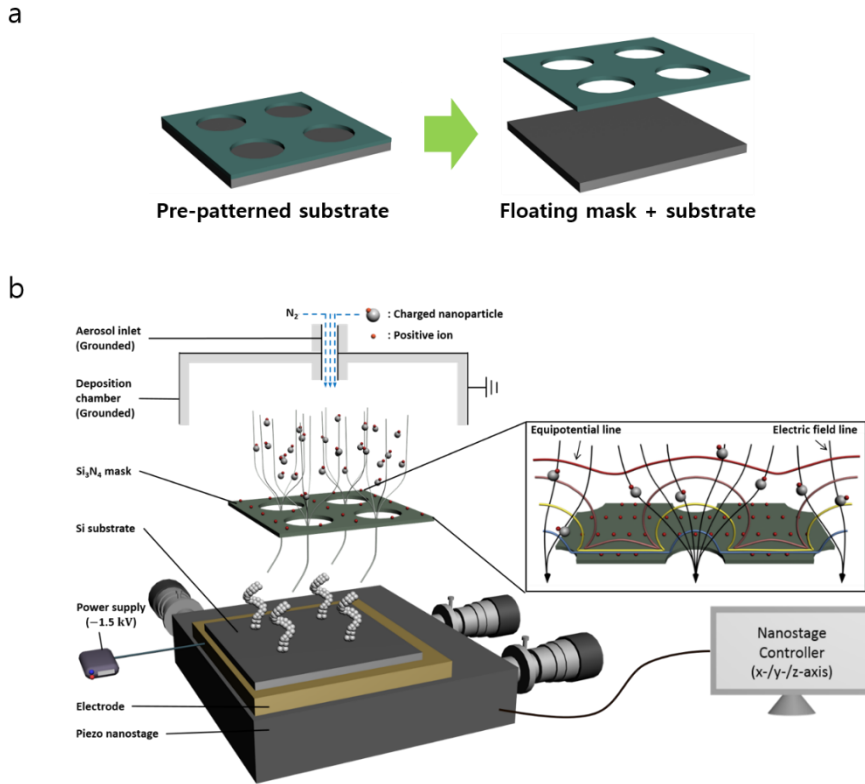 a
Pre-patterned substrate
Floating mask + substrate
b
N₂
: Charged nanoparticle
: Positive ion
Aerosol inlet
(Grounded)
Deposition
chamber
(Grounded)
Si₃N₄ mask
Si substrate
Power supply
(−1.5 kV)
Electrode
Piezo nanostage
Equipotential line
Electric field line
Nanostage
Controller
(x-/y-/z-axis)